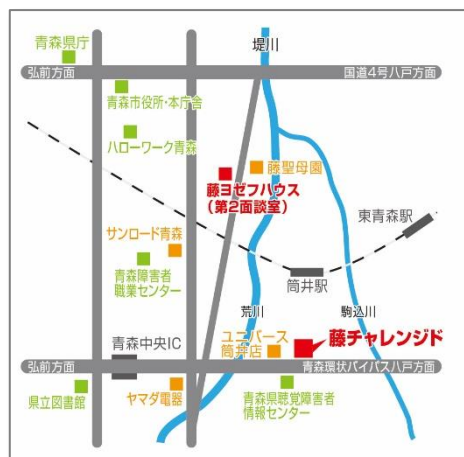 青森県庁
堤川
弘前方面
国道4号八戸方面
青森市役所・本庁舎
ハローワーク青森
藤聖母園
藤ヨゼフハウス
（第2面談室）
東青森駅
サンロード青森
青森障害者
職業センター
筒井駅
荒川
駒込川
青森中央IC
ユニバース
筒井店
藤チャレンジド
弘前方面
青森環状バイパス八戸方面
県立図書館
ヤマダ電器
青森県聴覚障害者
情報センター